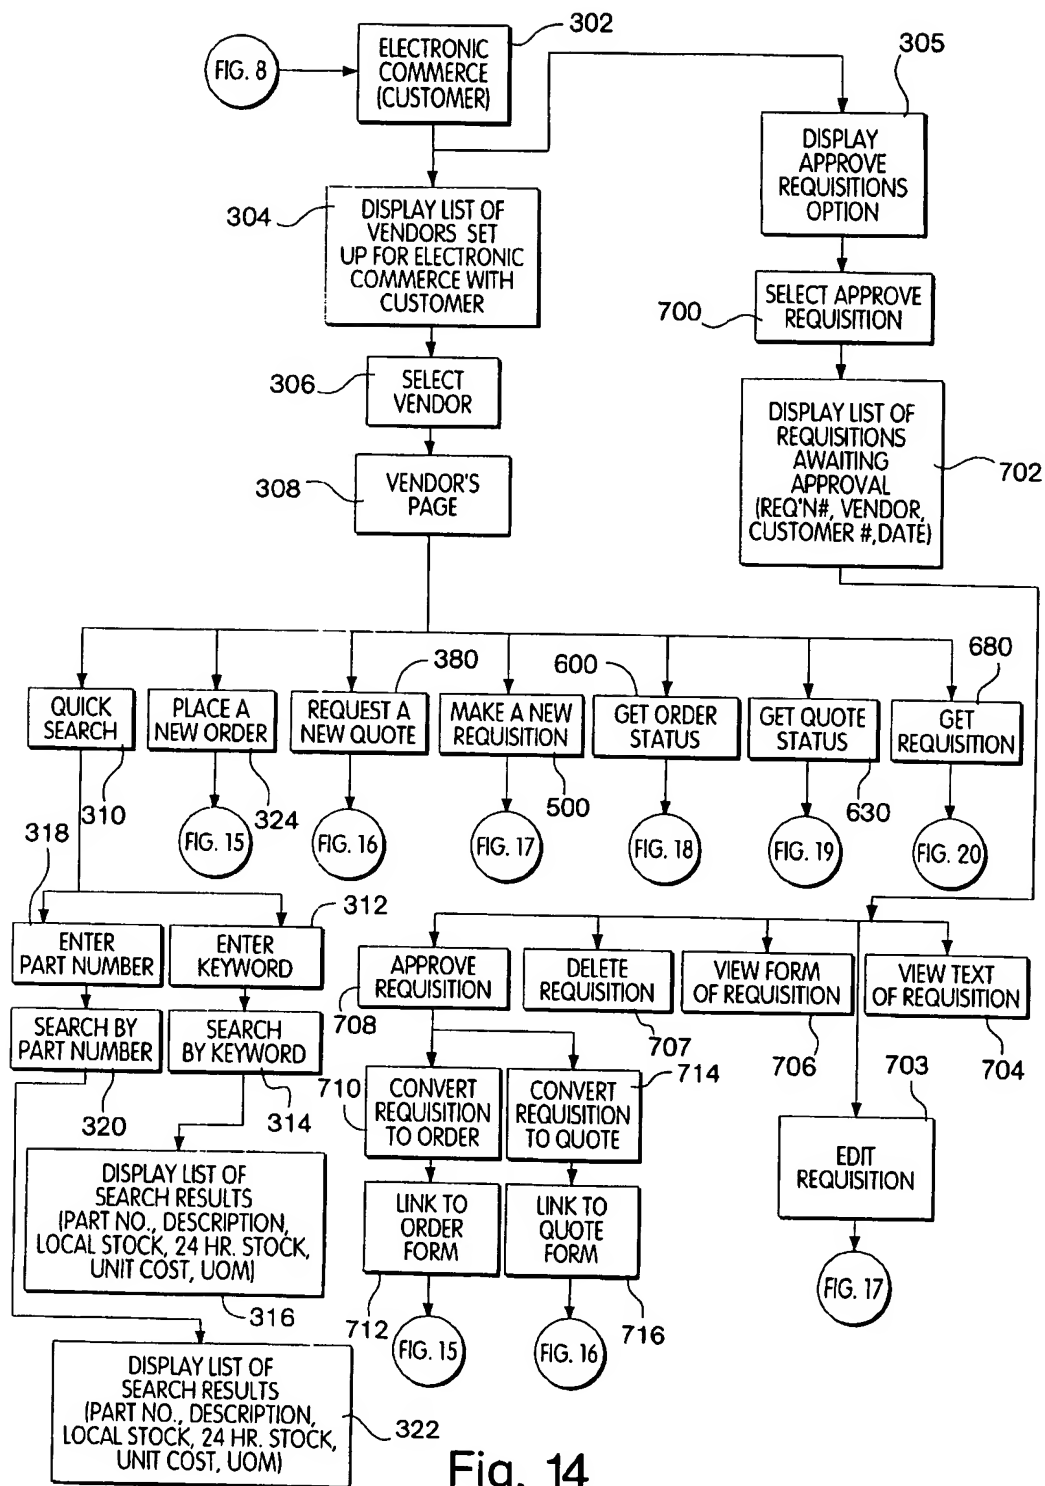 302
FIG. 8
ELECTRONIC
COMMERCE
(CUSTOMER)
305
DISPLAY
APPROVE
REQUISITIONS
OPTION
304
DISPLAY LIST OF
VENDORS SET
UP FOR ELECTRONIC
COMMERCE WITH
CUSTOMER
700
SELECT APPROVE
REQUISITION
306
SELECT
VENDOR
702
DISPLAY LIST OF
REQUISITIONS
AWAITING
APPROVAL
(REQ'N#, VENDOR,
CUSTOMER #,DATE)
308
VENDOR'S
PAGE
QUICK
SEARCH
310
PLACE A
NEW ORDER
324
FIG. 15
380
REQUEST A
NEW QUOTE
FIG. 16
MAKE A NEW
REQUISITION
500
FIG. 17
600
GET ORDER
STATUS
FIG. 18
GET QUOTE
STATUS
630
FIG. 19
680
GET
REQUISITION
FIG. 20
318
ENTER
PART NUMBER
312
ENTER
KEYWORD
SEARCH BY
PART NUMBER
320
SEARCH
BY KEYWORD
314
DISPLAY LIST OF
SEARCH RESULTS
(PART NO., DESCRIPTION,
LOCAL STOCK, 24 HR. STOCK,
UNIT COST, UOM)
316
DISPLAY LIST OF
SEARCH RESULTS
(PART NO., DESCRIPTION,
LOCAL STOCK, 24 HR. STOCK,
UNIT COST, UOM)
322
APPROVE
REQUISITION
708
DELETE
REQUISITION
707
VIEW FORM
OF REQUISITION
706
VIEW TEXT
OF REQUISITION
704
710
CONVERT
REQUISITION
TO ORDER
714
CONVERT
REQUISITION
TO QUOTE
703
EDIT
REQUISITION
FIG. 17
LINK TO
ORDER
FORM
712
FIG. 15
LINK TO
QUOTE
FORM
716
FIG. 16
Fig. 14